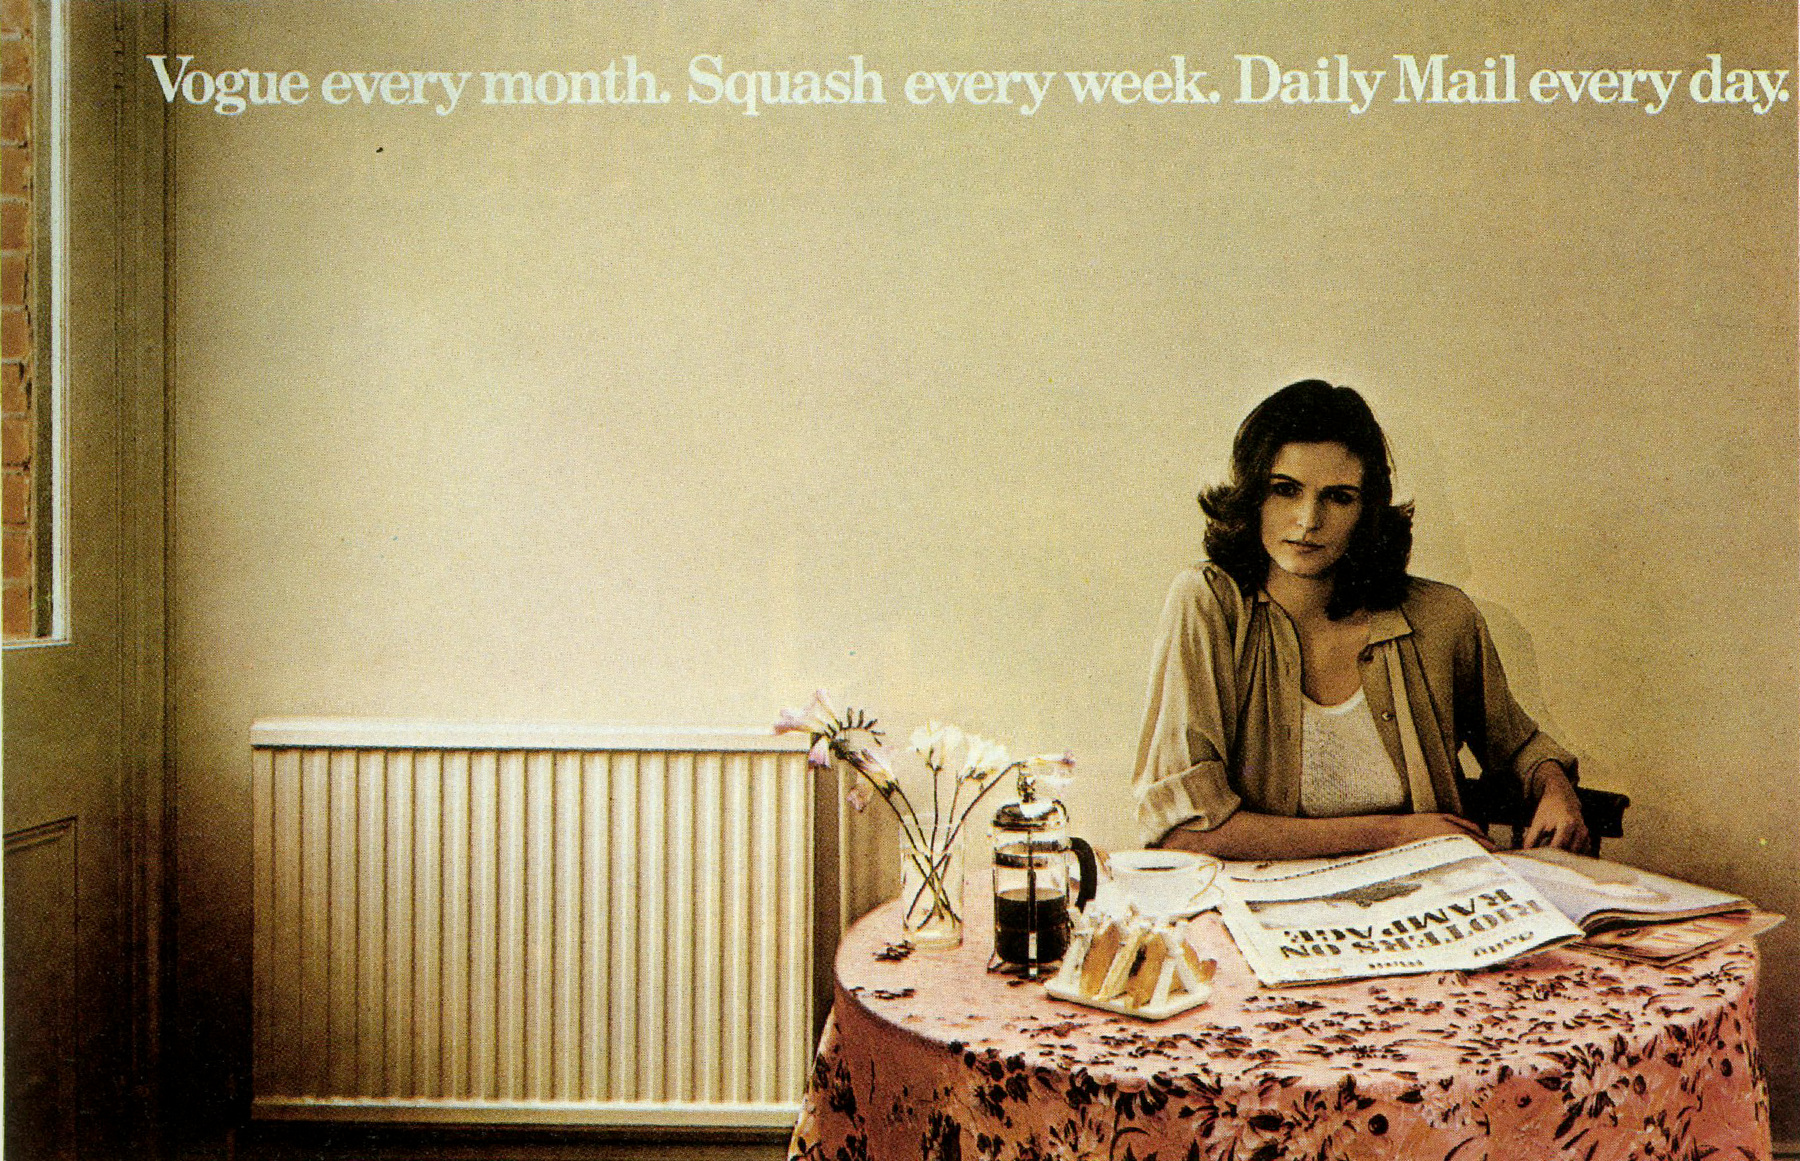 Vogue every month. Squash every week. Daily Mail every day.
RIOTERS ON
RAMPAGE